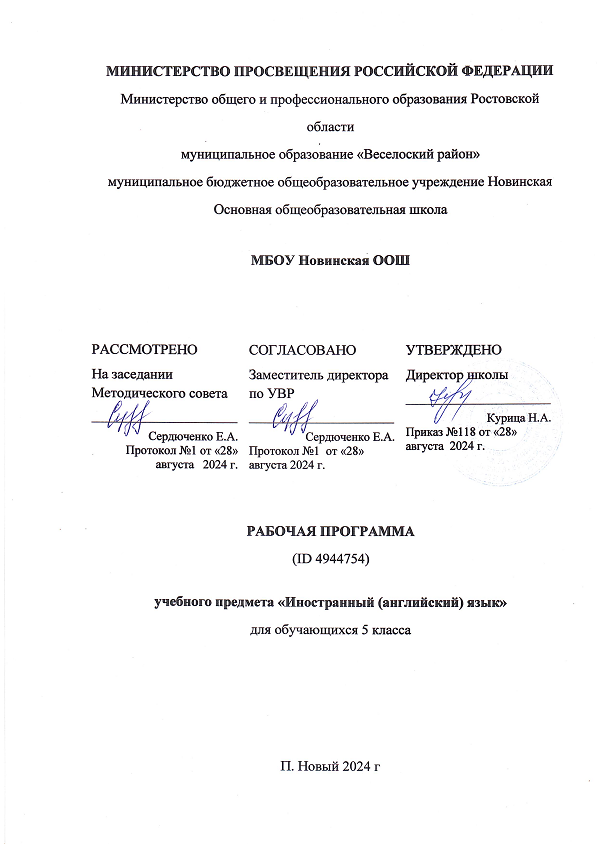 МИНИСТЕРСТВО ПРОСВЕЩЕНИЯ РОССИЙСКОЙ ФЕДЕРАЦИИ
Министерство общего и профессионального образования Ростовской
области
муниципальное образование «Веселоский район»
муниципальное бюджетное общеобразовательное учреждение Новинская
Основная общеобразовательная школа
МБОУ Новинская ООШ
РАССМОТРЕНО
На заседании
Методического совета
Сердюченко Е.А.
Протокол №1 от «28»
августа 2024 г.
СОГЛАСОВАНО
Заместитель директора
по УВР
Сердюченко Е.А.
Протокол №1 от «28»
августа 2024 г.
УТВЕРЖДЕНО
Директор школы
Курица Н.А.
Приказ №118 от «28»
августа 2024 г.
РАБОЧАЯ ПРОГРАММА
(ID 4944754)
учебного предмета «Иностранный (английский) язык»
для обучающихся 5 класса
П. Новый 2024 г